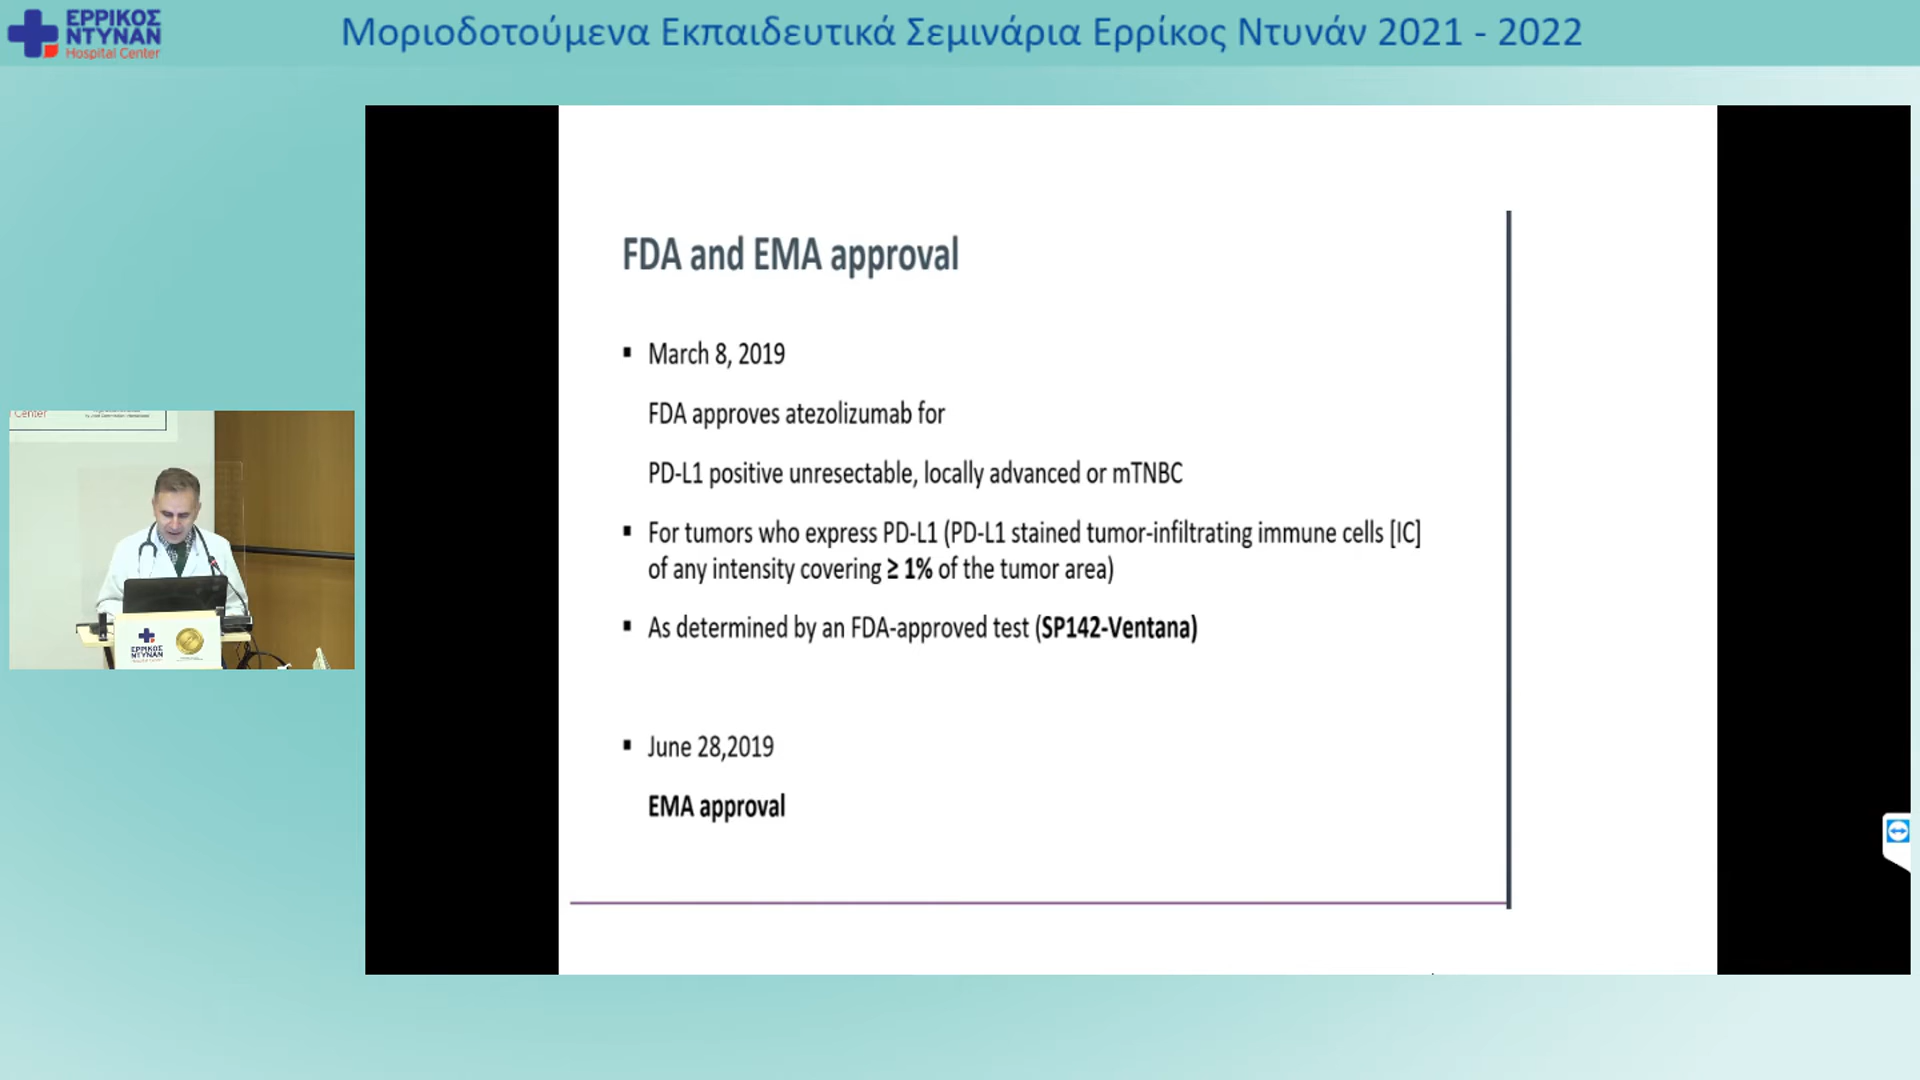 ΕΡΡΙΚΟΣ
ΝΤΥΝΑΝ
Hospital Center
Μοριοδοτούμενα Εκπαιδευτικά Σεμινάρια Ερρίκος Ντυνάν 2021 - 2022
FDA and EMA approval
▪ March 8, 2019
FDA approves atezolizumab for
PD-L1 positive unresectable, locally advanced or mTNBC
▪ For tumors who express PD-L1 (PD-L1 stained tumor-infiltrating immune cells [IC]
of any intensity covering ≥ 1% of the tumor area)
▪ As determined by an FDA-approved test (SP142-Ventana)
▪ June 28,2019
EMA approval
Center
ΕΡΡΙΚΟΣ
ΝΤΥΝΑΝ
Hospital Center